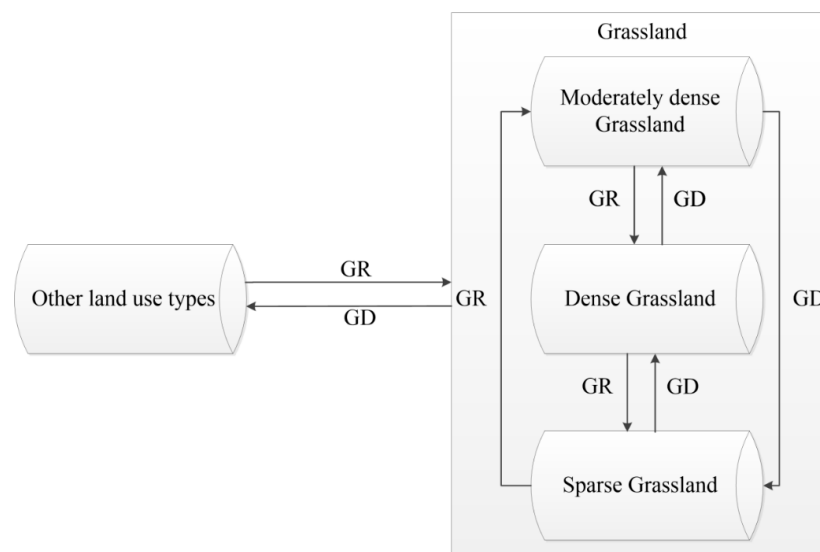 Grassland
Moderately dense
Grassland
GR
GD
GR
Other land use types
GD
GR
Dense Grassland
GD
GR
GD
Sparse Grassland